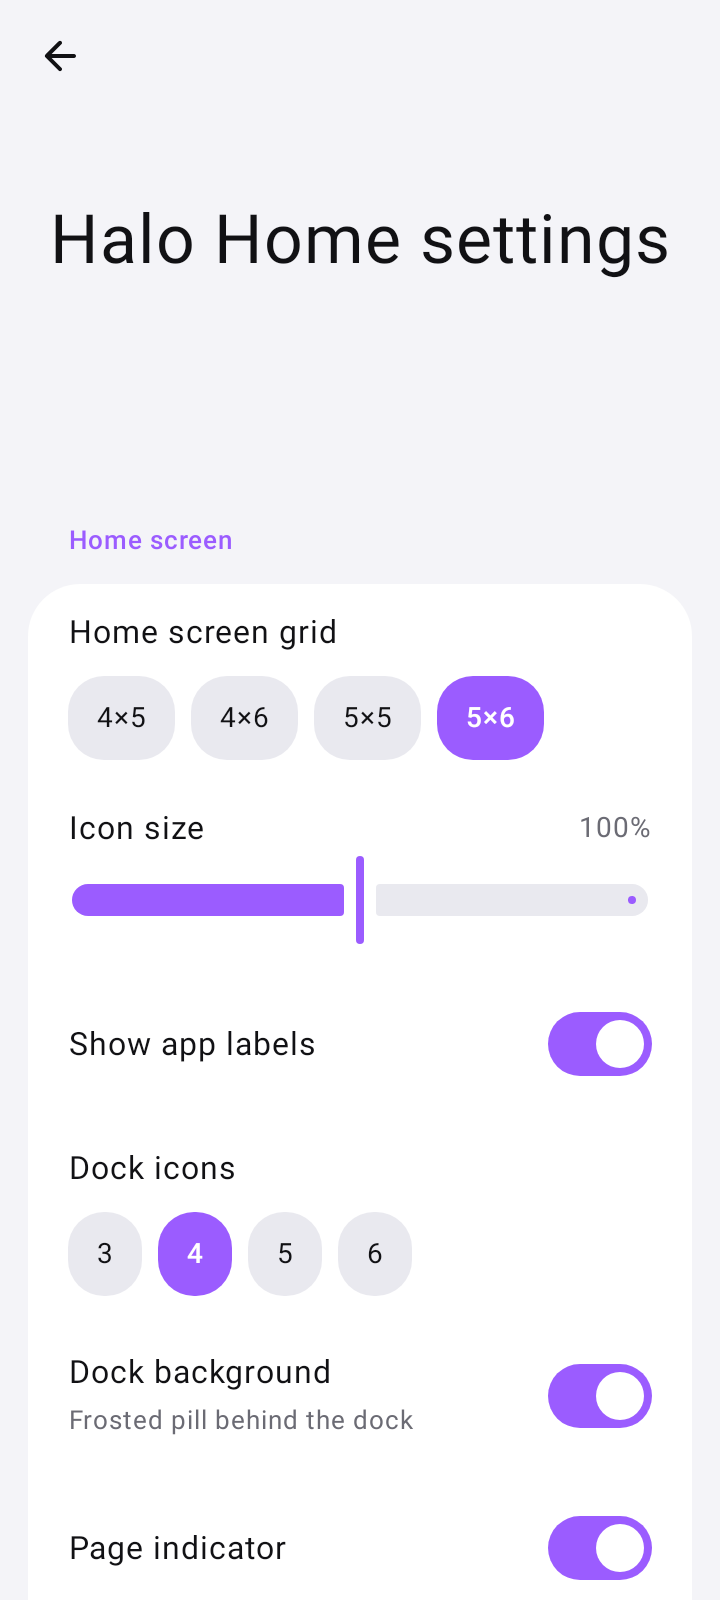 Halo Home settings
Home screen
Home screen grid
4×5 4×6 5×5 5×6
Icon size 100%
Show app labels
Dock icons
3 4 5 6
Dock background
Frosted pill behind the dock
Page indicator